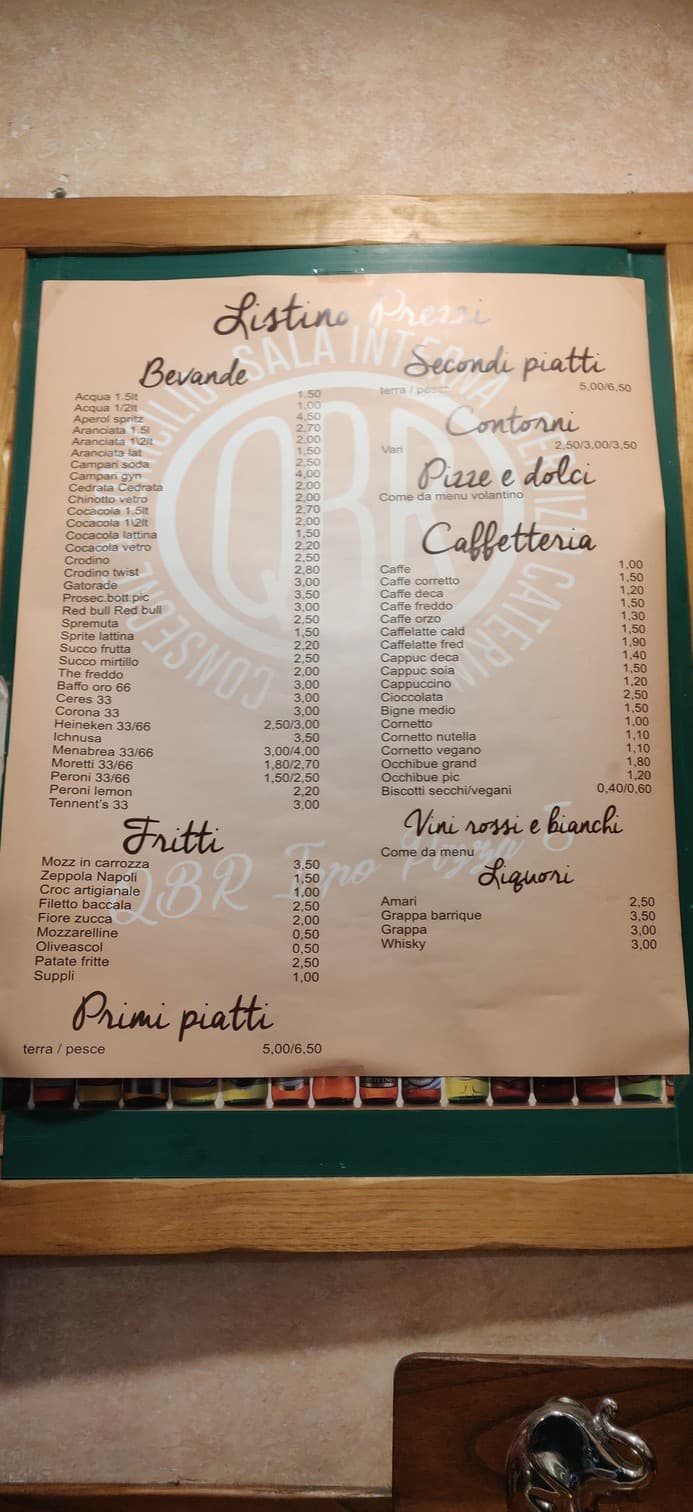 Listino Prezzi
Bevande
Acqua 1.5lt 1,50
Acqua 1/2lt 1,00
Aperol spritz 4,50
Aranciata 1.5l 2,70
Aranciata 1\2lt 2,00
Aranciata lat 1,50
Campari soda 2,50
Campari gyn 4,00
Cedrata Cedrata 2,00
Chinotto vetro 2,00
Cocacola 1.5lt 2,70
Cocacola 1\2lt 2,00
Cocacola lattina 1,50
Cocacola vetro 2,20
Crodino 2,50
Crodino twist 2,80
Gatorade 3,00
Prosec.bott.pic 3,50
Red bull Red bull 3,00
Spremuta 2,50
Sprite lattina 1,50
Succo frutta 2,20
Succo mirtillo 2,50
The freddo 2,00
Baffo oro 66 3,00
Ceres 33 3,00
Corona 33 3,00
Heineken 33/66 2,50/3,00
Ichnusa 3,50
Menabrea 33/66 3,00/4,00
Moretti 33/66 1,80/2,70
Peroni 33/66 1,50/2,50
Peroni lemon 2,20
Tennent's 33 3,00
Fritti
Mozz in carrozza 3,50
Zeppola Napoli 1,50
Croc artigianale 1,00
Filetto baccala 2,50
Fiore zucca 2,00
Mozzarelline 0,50
Oliveascol 0,50
Patate fritte 2,50
Suppli 1,00
Primi piatti
terra / pesce 5,00/6,50
Secondi piatti
terra / pesce 5,00/6,50
Contorni
Vari 2,50/3,00/3,50
Pizze e dolci
Come da menu volantino
Caffetteria
Caffe 1,00
Caffe corretto 1,50
Caffe deca 1,20
Caffe freddo 1,50
Caffe orzo 1,30
Caffelatte cald 1,50
Caffelatte fred 1,90
Cappuc deca 1,40
Cappuc soia 1,50
Cappuccino 1,20
Cioccolata 2,50
Bigne medio 1,50
Cornetto 1,00
Cornetto nutella 1,10
Cornetto vegano 1,10
Occhibue grand 1,80
Occhibue pic 1,20
Biscotti secchi/vegani 0,40/0,60
Vini rossi e bianchi
Come da menu
Liquori
Amari 2,50
Grappa barrique 3,50
Grappa 3,00
Whisky 3,00
SALA INTERNA
CATERIN
CONSEGNE
QBR
QBR